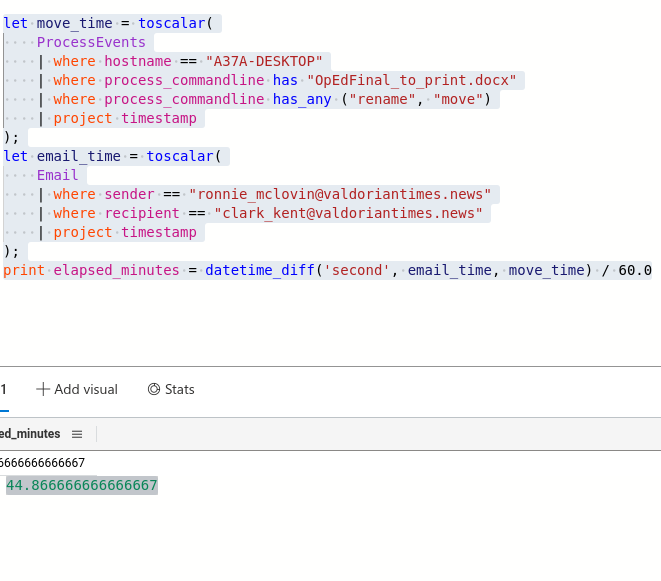 let move_time = toscalar(
    ProcessEvents
    | where hostname == "A37A-DESKTOP"
    | where process_commandline has "OpEdFinal_to_print.docx"
    | where process_commandline has_any ("rename", "move")
    | project timestamp
);
let email_time = toscalar(
    Email
    | where sender == "ronnie_mclovin@valdoriantimes.news"
    | where recipient == "clark_kent@valdoriantimes.news"
    | project timestamp
);
print elapsed_minutes = datetime_diff('second', email_time, move_time) / 60.0
1 Add visual Stats
ed_minutes
6666666666667
44.866666666666667